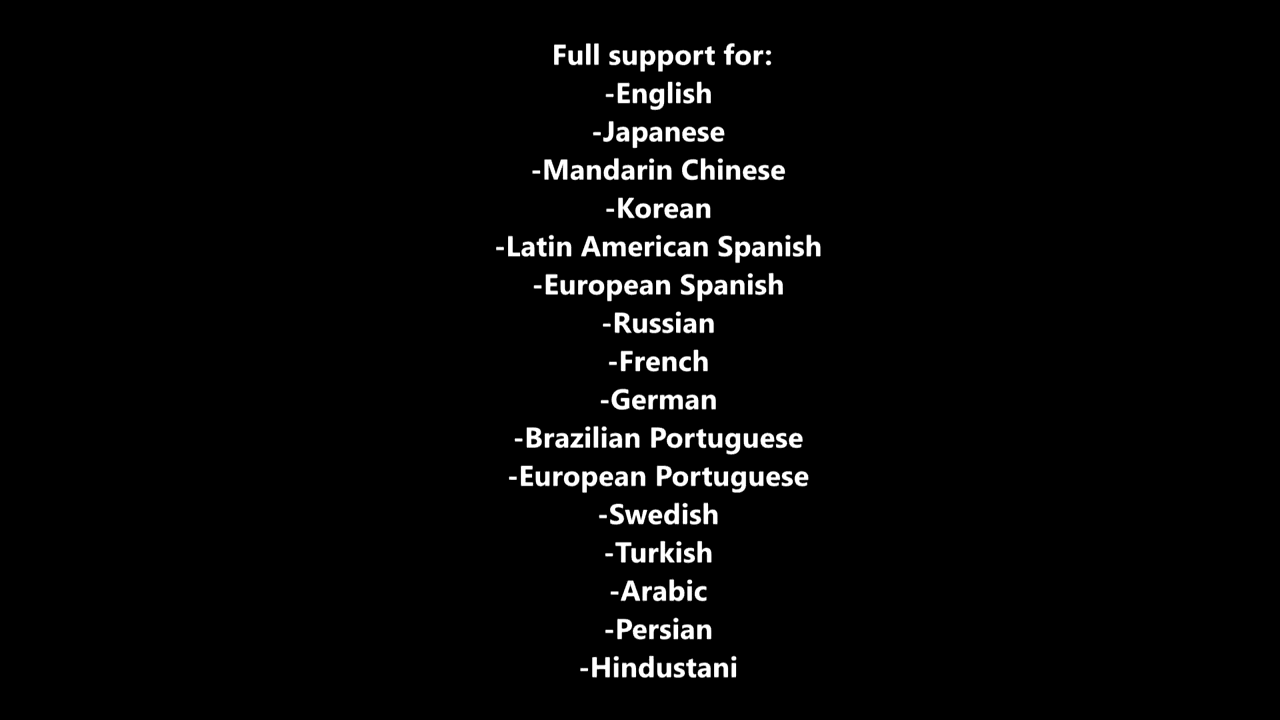 Full support for:
-English
-Japanese
-Mandarin Chinese
-Korean
-Latin American Spanish
-European Spanish
-Russian
-French
-German
-Brazilian Portuguese
-European Portuguese
-Swedish
-Turkish
-Arabic
-Persian
-Hindustani